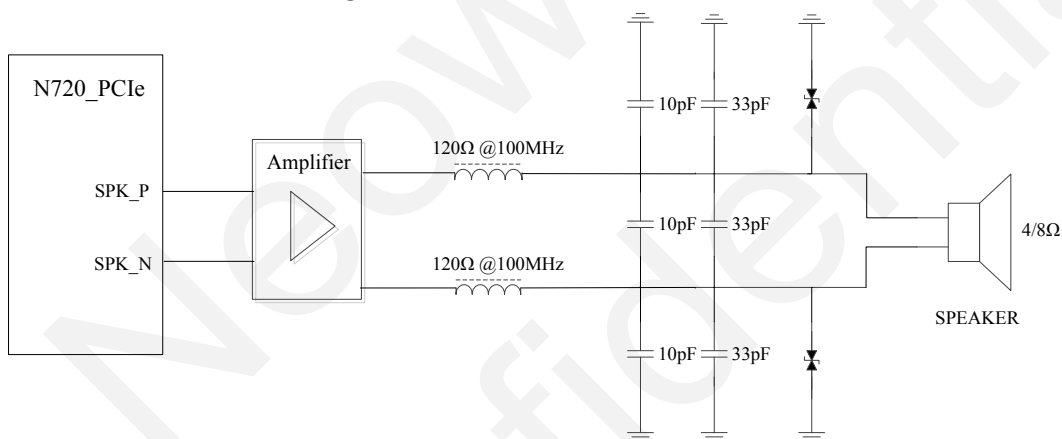 N720_PCIe
SPK_P
SPK_N
Amplifier
120Ω @100MHz
120Ω @100MHz
10pF
33pF
10pF
33pF
10pF
33pF
4/8Ω
SPEAKER